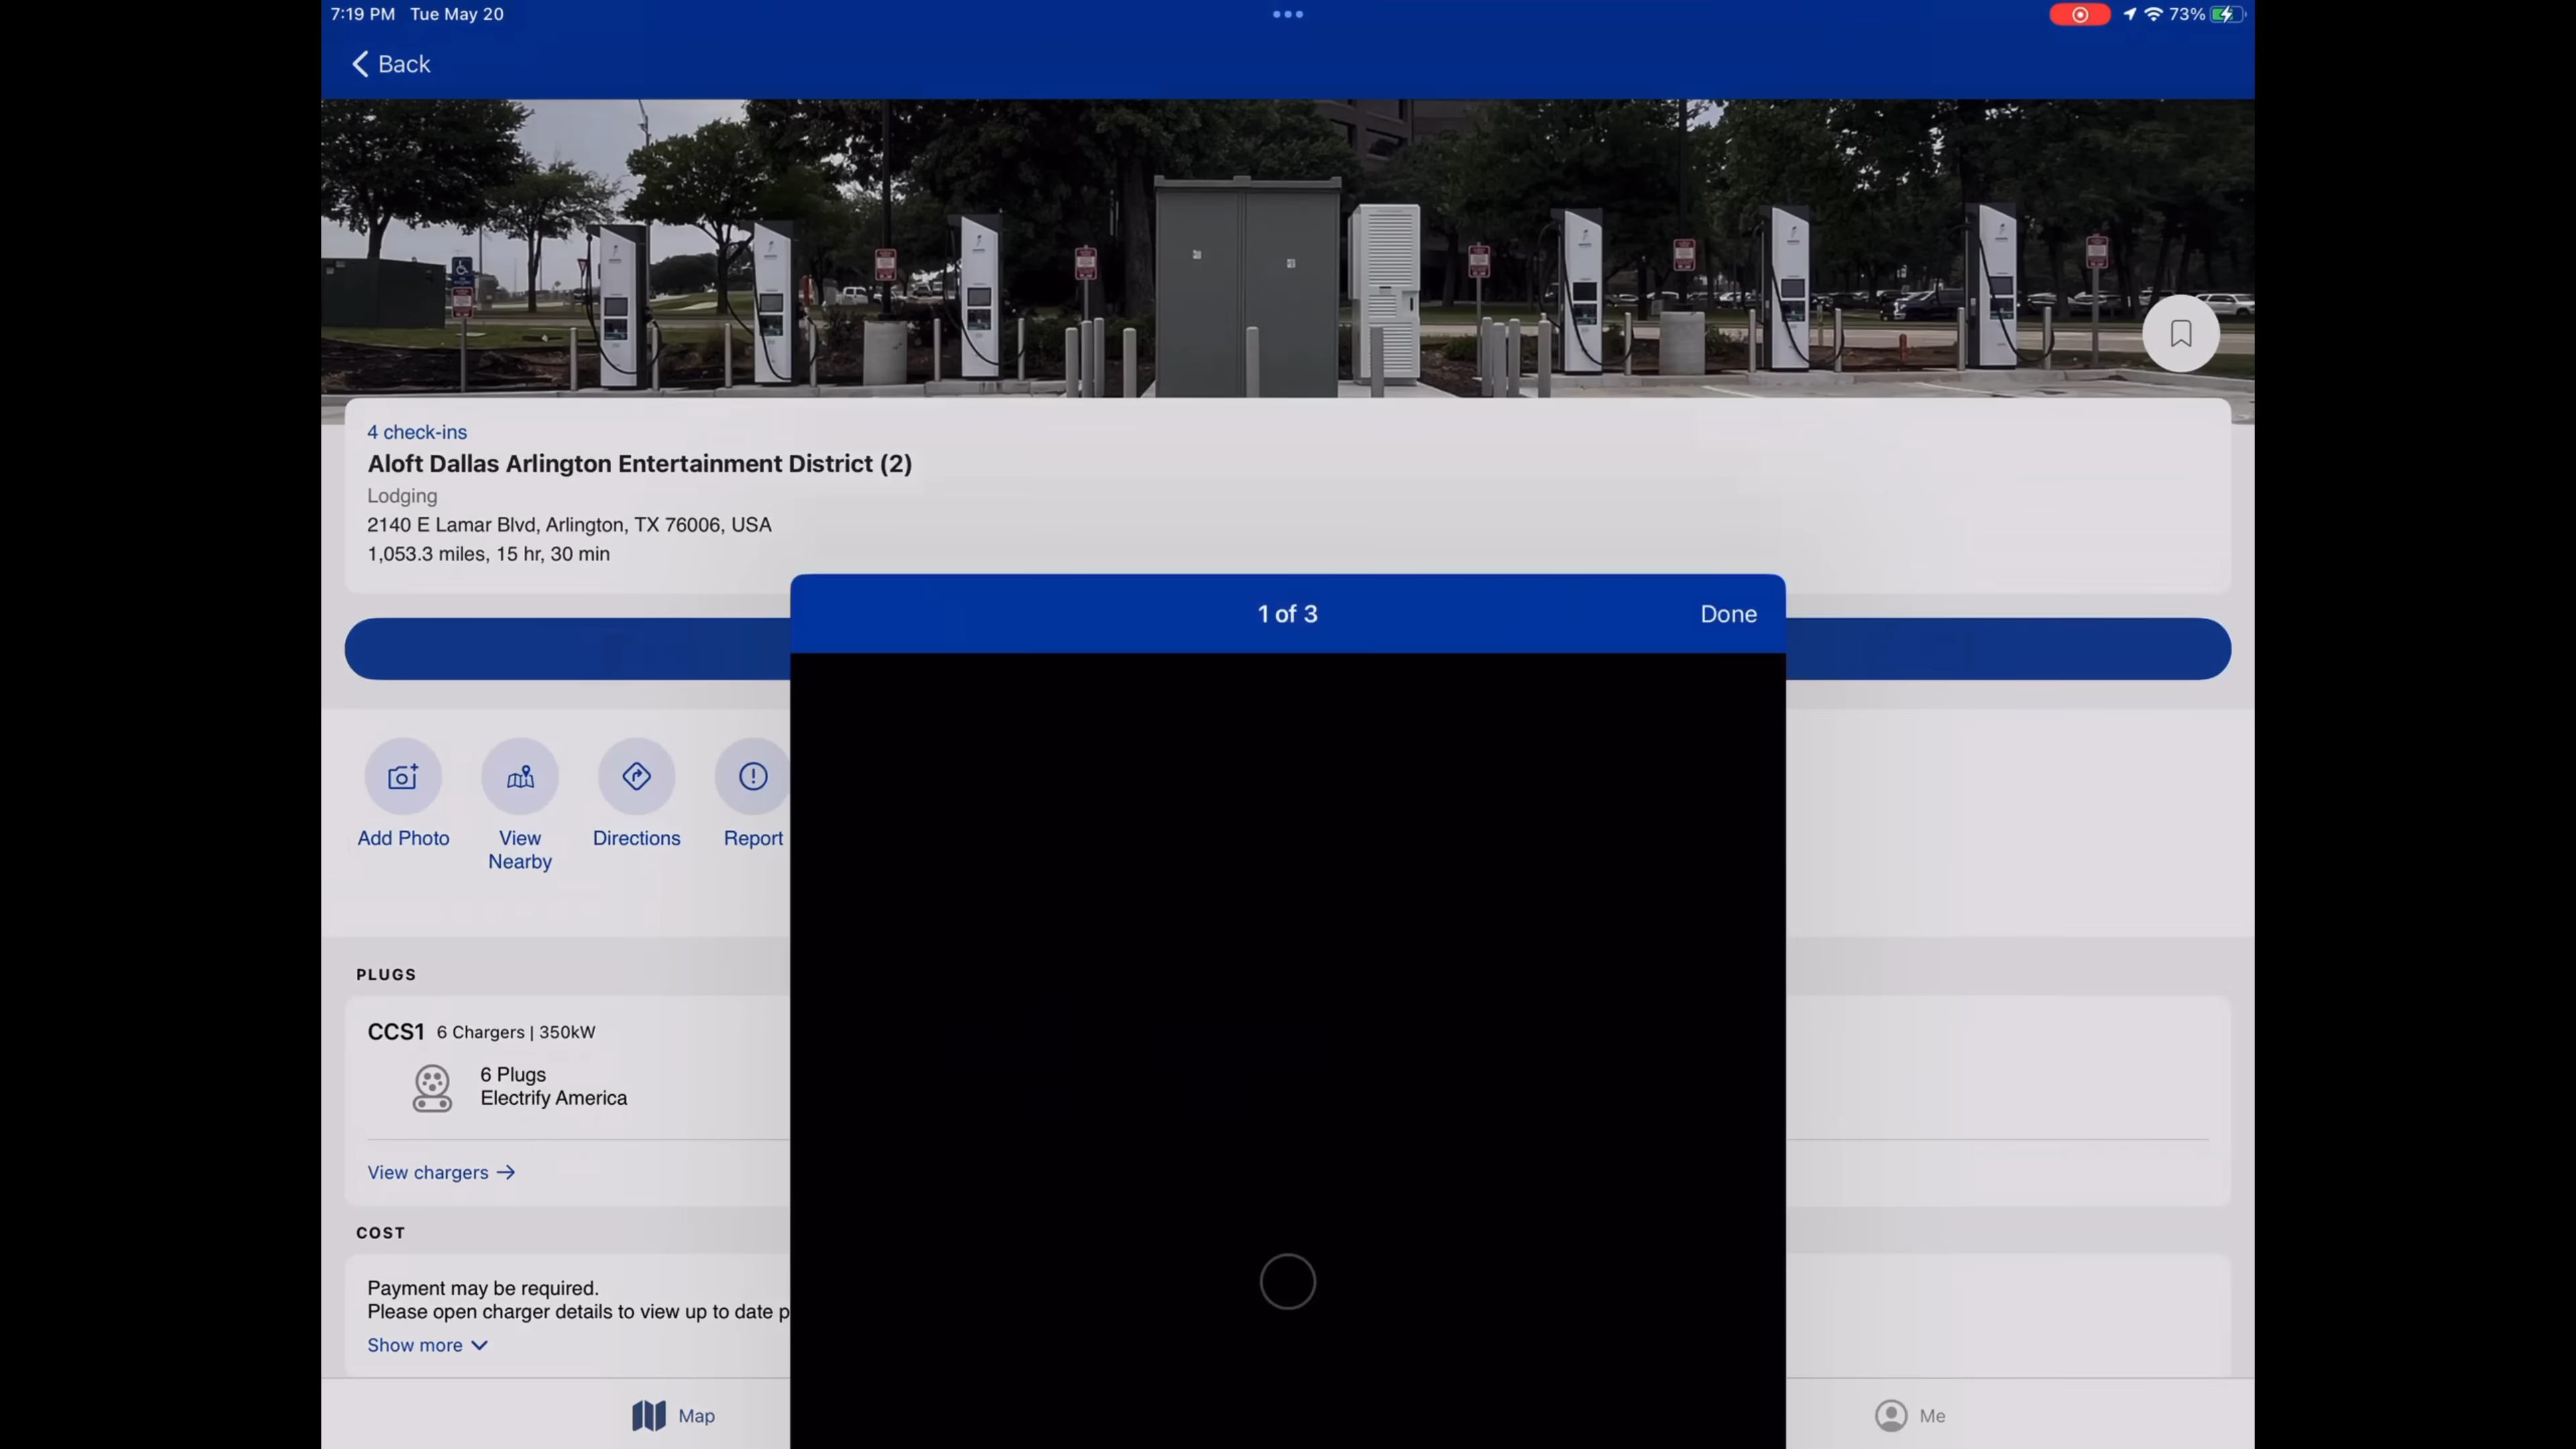 7:19 PM Tue May 20
73%
Back
4 check-ins
Aloft Dallas Arlington Entertainment District (2)
Lodging
2140 E Lamar Blvd, Arlington, TX 76006, USA
1,053.3 miles, 15 hr, 30 min
1 of 3
Done
Add Photo
View
Nearby
Directions
Report
PLUGS
CCS1 6 Chargers | 350kW
6 Plugs
Electrify America
View chargers →
COST
Payment may be required.
Please open charger details to view up to date p
Show more
Map
Me